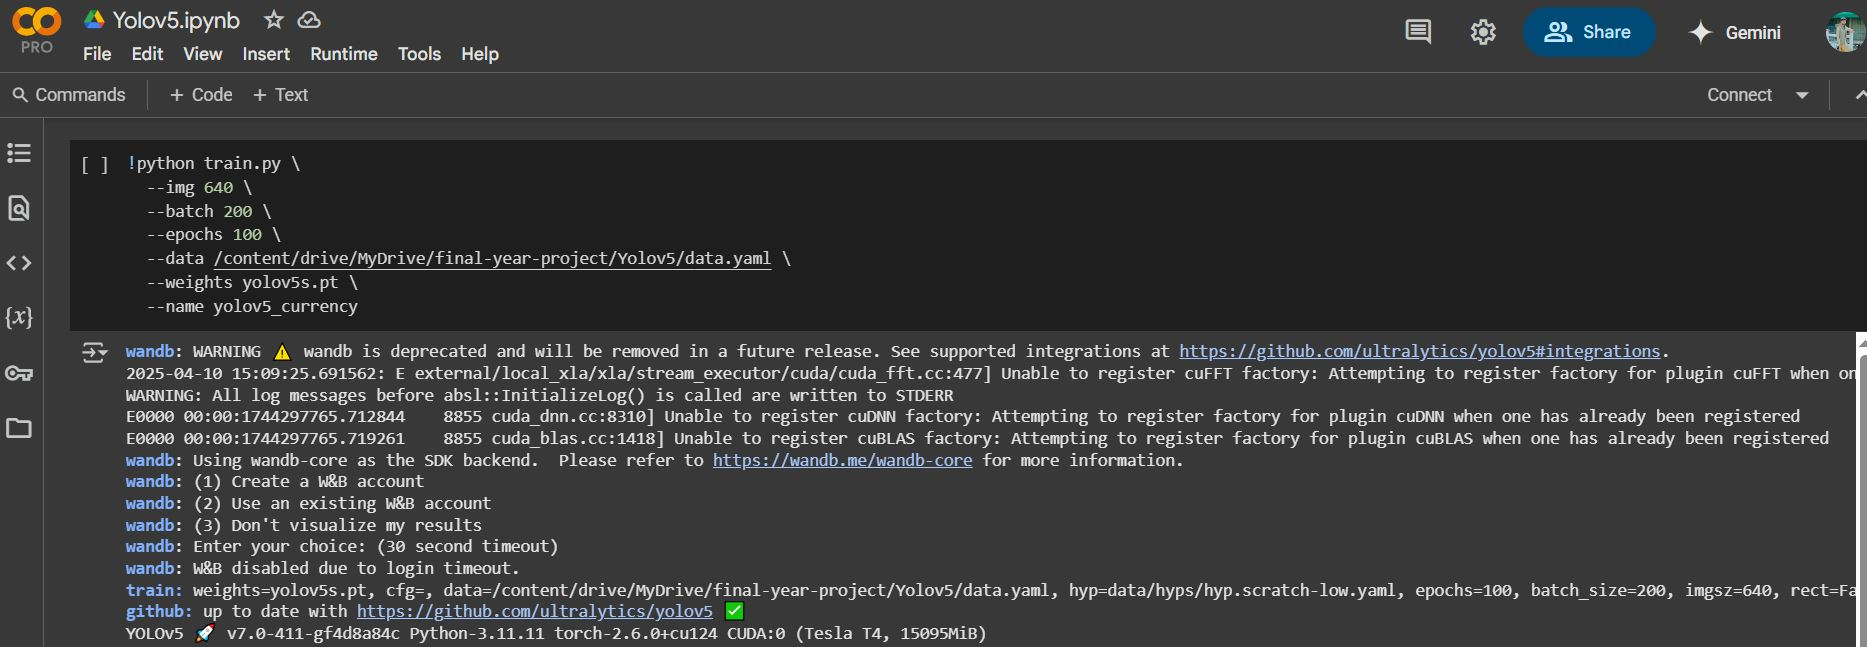 CO
PRO
Yolov5.ipynb
File Edit View Insert Runtime Tools Help
Share
Gemini
Commands + Code + Text
Connect
[ ] !python train.py \
--img 640 \
--batch 200 \
--epochs 100 \
--data /content/drive/MyDrive/final-year-project/Yolov5/data.yaml \
--weights yolov5s.pt \
--name yolov5_currency
{x}
wandb: WARNING ⚠️ wandb is deprecated and will be removed in a future release. See supported integrations at https://github.com/ultralytics/yolov5#integrations.
2025-04-10 15:09:25.691562: E external/local_xla/xla/stream_executor/cuda/cuda_fft.cc:477] Unable to register cuFFT factory: Attempting to register factory for plugin cuFFT when on
WARNING: All log messages before absl::InitializeLog() is called are written to STDERR
E0000 00:00:1744297765.712844    8855 cuda_dnn.cc:8310] Unable to register cuDNN factory: Attempting to register factory for plugin cuDNN when one has already been registered
E0000 00:00:1744297765.719261    8855 cuda_blas.cc:1418] Unable to register cuBLAS factory: Attempting to register factory for plugin cuBLAS when one has already been registered
wandb: Using wandb-core as the SDK backend.  Please refer to https://wandb.me/wandb-core for more information.
wandb: (1) Create a W&B account
wandb: (2) Use an existing W&B account
wandb: (3) Don't visualize my results
wandb: Enter your choice: (30 second timeout)
wandb: W&B disabled due to login timeout.
train: weights=yolov5s.pt, cfg=, data=/content/drive/MyDrive/final-year-project/Yolov5/data.yaml, hyp=data/hyps/hyp.scratch-low.yaml, epochs=100, batch_size=200, imgsz=640, rect=Fa
github: up to date with https://github.com/ultralytics/yolov5 ✅
YOLOv5 🚀 v7.0-411-gf4d8a84c Python-3.11.11 torch-2.6.0+cu124 CUDA:0 (Tesla T4, 15095MiB)